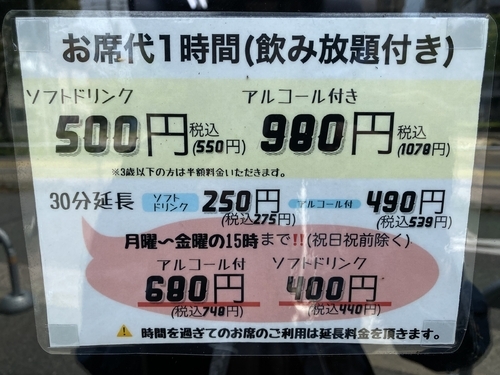 お席代1時間(飲み放題付き)
ソフトドリンク アルコール付き
500円 税込(550円) 980円 税込(1078円)
※3歳以下の方は半額料金いただきます。
30分延長 ソフトドリンク 250円(税込275円) アルコール付 490円(税込539円)
月曜〜金曜の15時まで!!(祝日祝前除く)
アルコール付 ソフトドリンク
680円 400円
(税込748円) (税込440円)
⚠時間を過ぎてのお席のご利用は延長料金を頂きます。